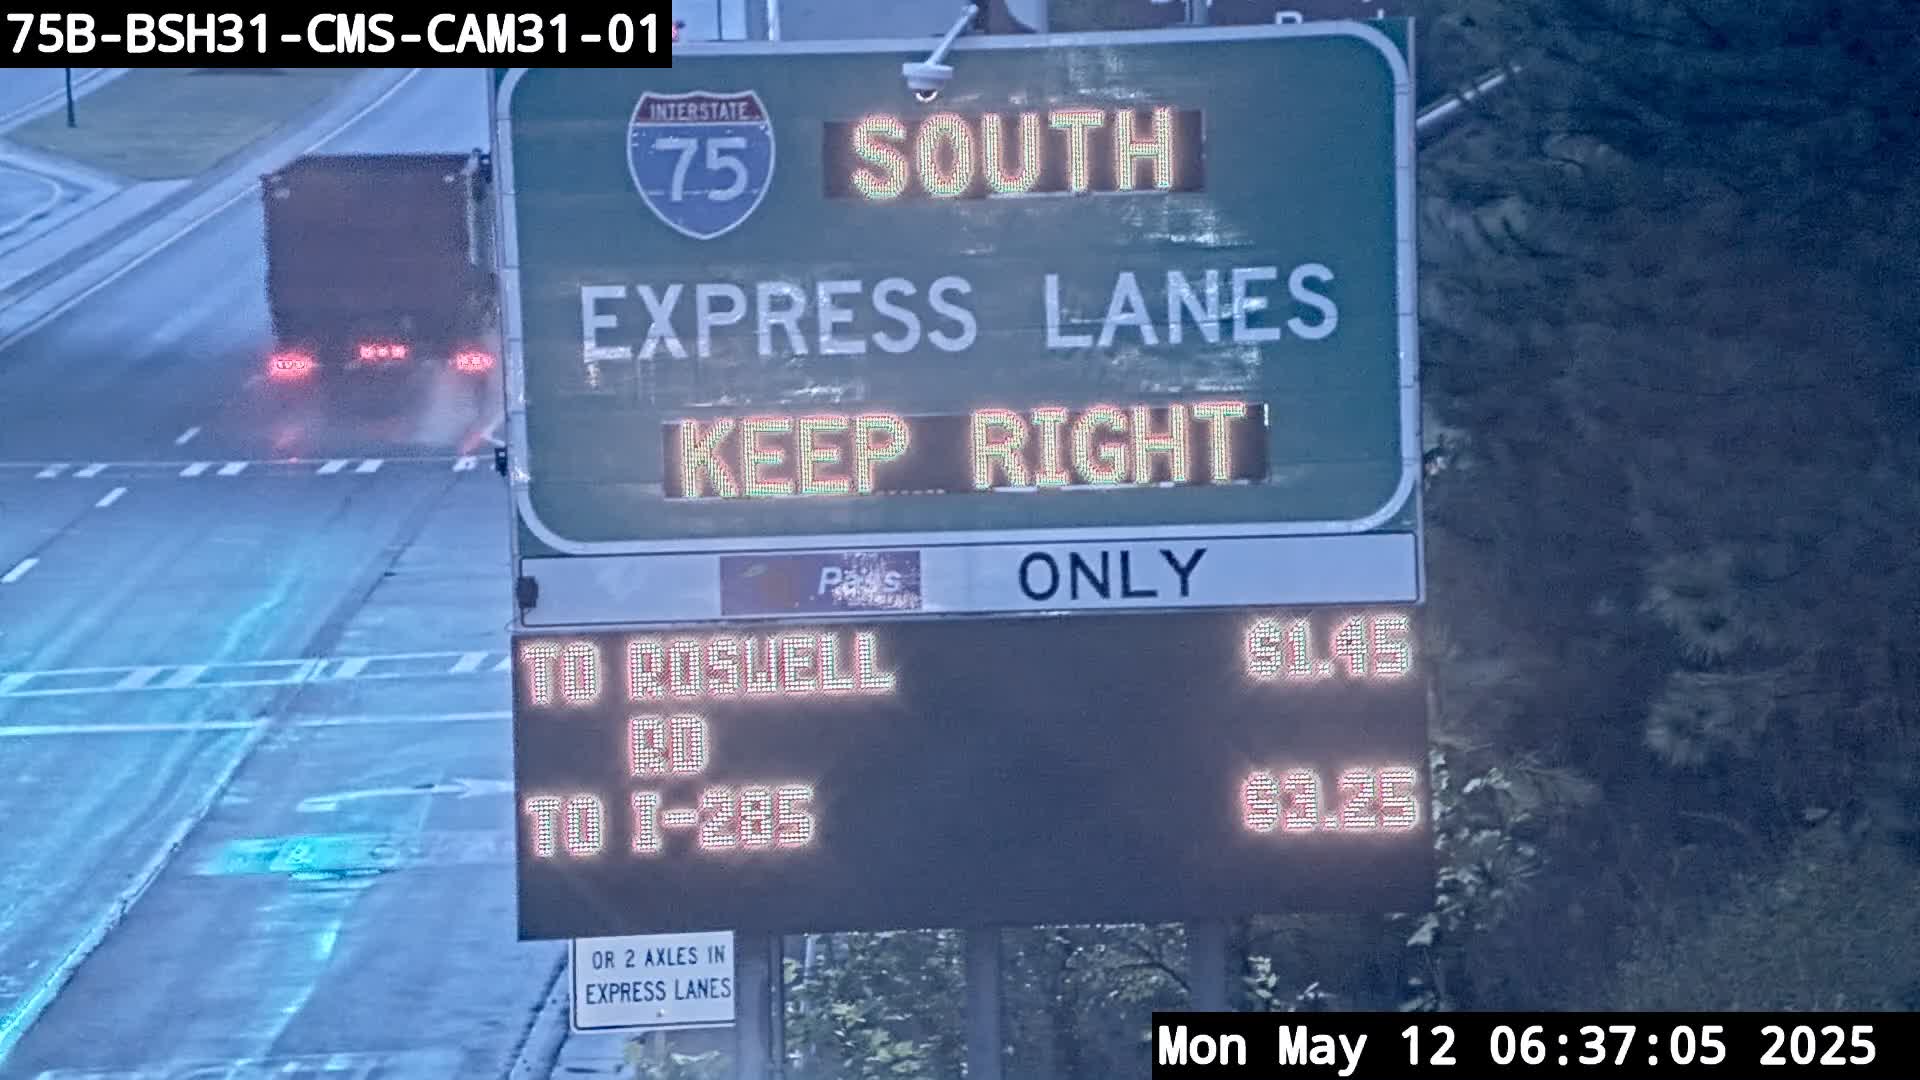 75B-BSH31-CMS-CAM31-01
INTERSTATE
75
SOUTH
EXPRESS LANES
KEEP RIGHT
Pass ONLY
TO ROSWELL $1.45
RD
TO I-285 $3.25
OR 2 AXLES IN
EXPRESS LANES
Mon May 12 06:37:05 2025